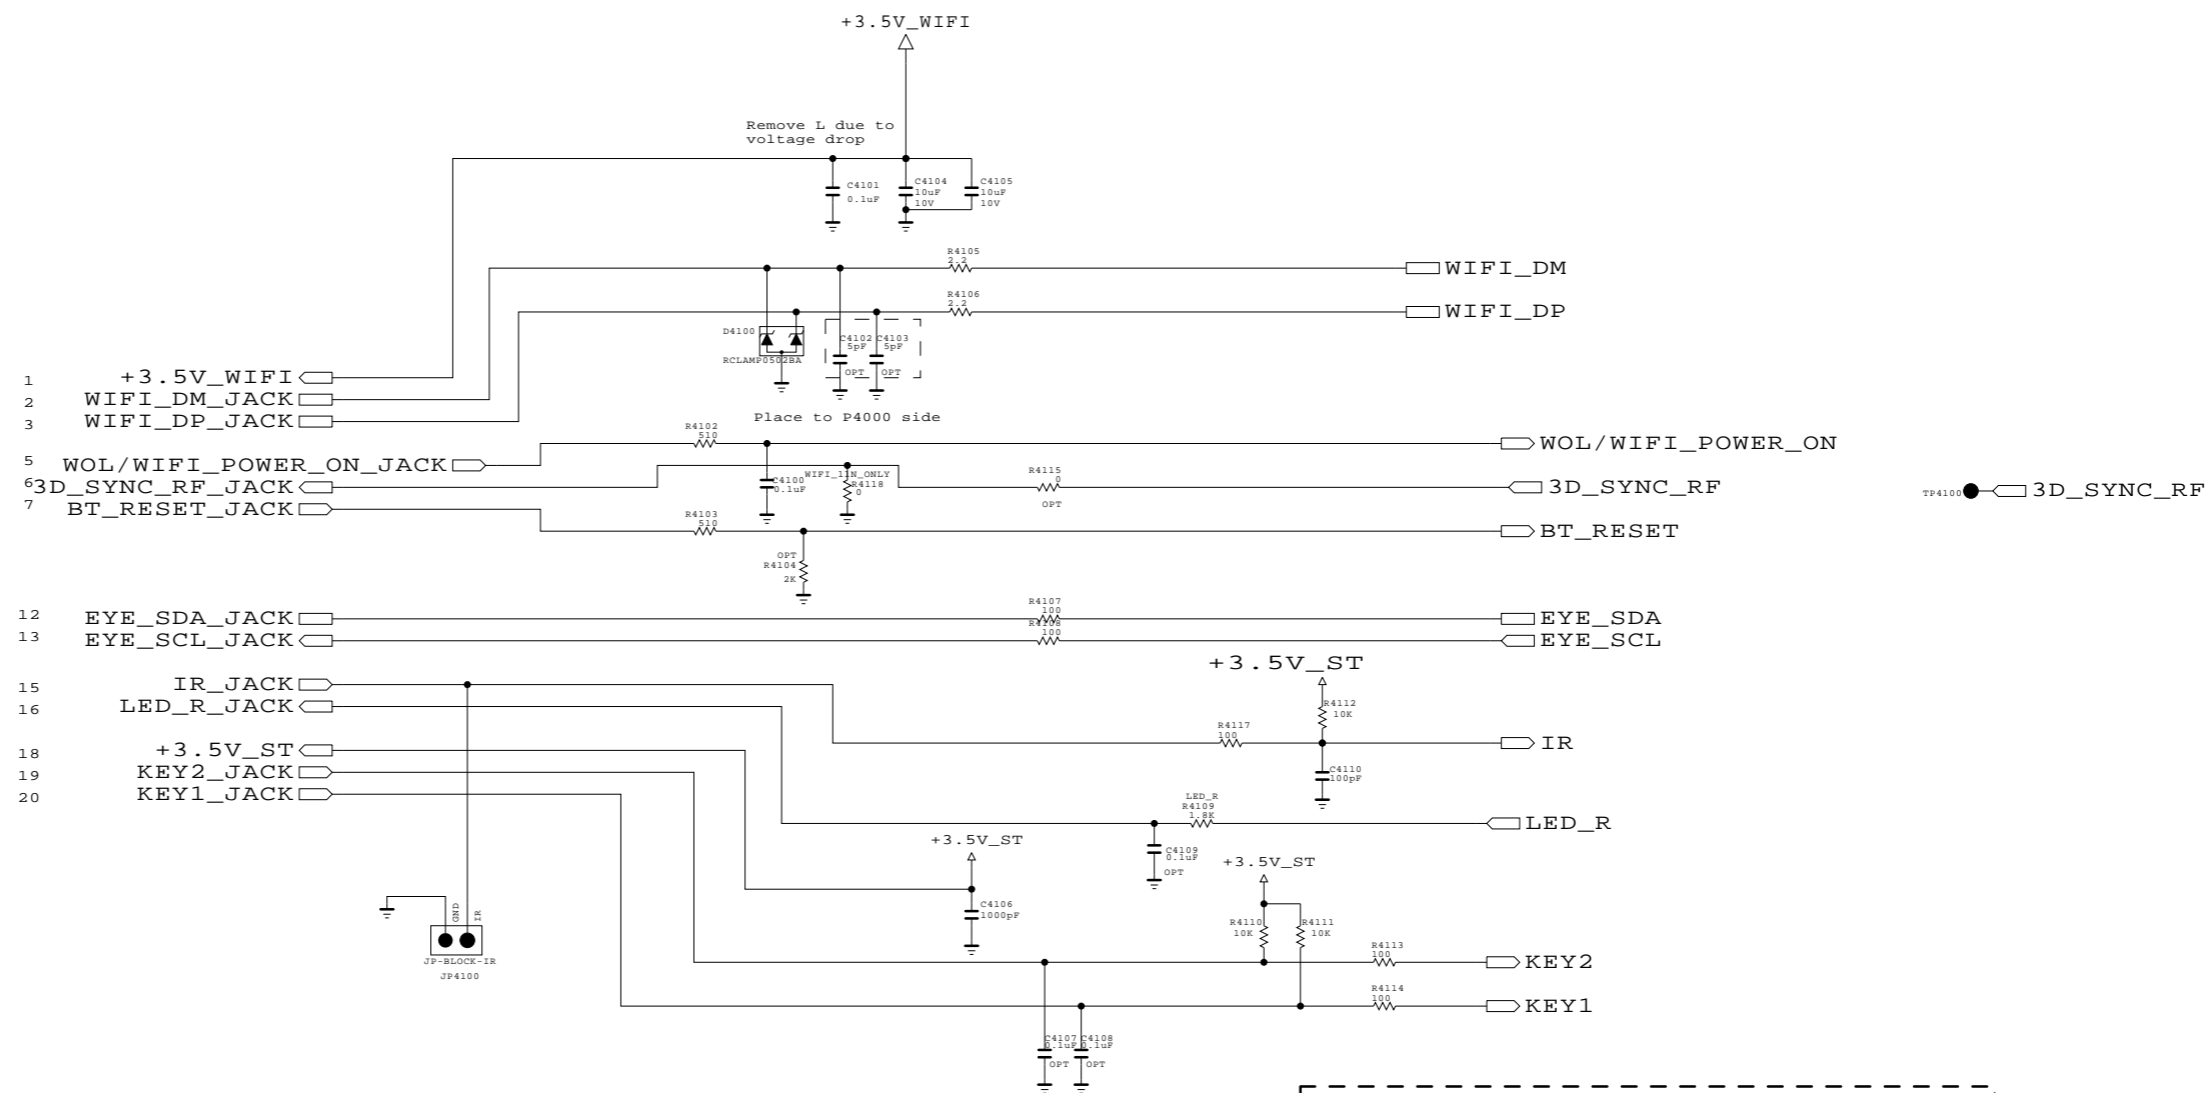 +3.5V_WIFI
Remove L due to
voltage drop
C4101
0.1uF
C4104
10uF
10V
C4105
10uF
10V
R4105
2.2
WIFI_DM
R4106
2.2
WIFI_DP
D4100
RCLAMP0502BA
C4102
5pF
OPT
C4103
5pF
OPT
1 +3.5V_WIFI
2 WIFI_DM_JACK
3 WIFI_DP_JACK
Place to P4000 side
R4102
510
WOL/WIFI_POWER_ON
5 WOL/WIFI_POWER_ON_JACK
6 3D_SYNC_RF_JACK
7 BT_RESET_JACK
C4100
0.1uF
WIFI_11N_ONLY
R4118
0
R4115
0
OPT
3D_SYNC_RF
TP4100 3D_SYNC_RF
R4103
510
BT_RESET
OPT
R4104
2K
12 EYE_SDA_JACK
13 EYE_SCL_JACK
R4107
100
R4108
100
EYE_SDA
EYE_SCL
+3.5V_ST
15 IR_JACK
16 LED_R_JACK
18 +3.5V_ST
19 KEY2_JACK
20 KEY1_JACK
R4112
10K
R4117
100
IR
C4110
100pF
LED_R
R4109
1.8K
LED_R
C4109
0.1uF
OPT
+3.5V_ST
C4106
1000pF
+3.5V_ST
R4110
10K
R4111
10K
GND
IR
JP-BLOCK-IR
JP4100
R4113
100
KEY2
R4114
100
KEY1
C4107
0.1uF
OPT
C4108
0.1uF
OPT